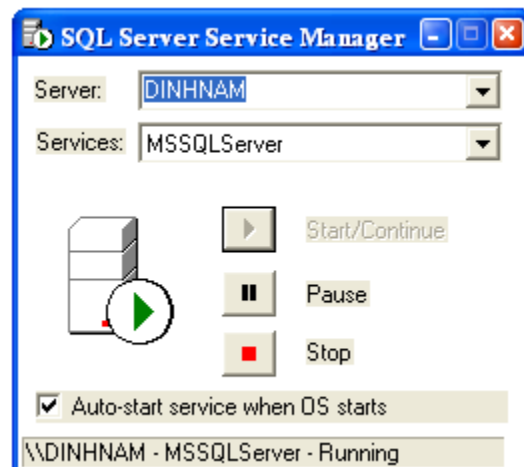 SQL Server Service Manager
Server: DINHNAM
Services: MSSQLServer
Start/Continue
Pause
Stop
Auto-start service when OS starts
\\DINHNAM - MSSQLServer - Running